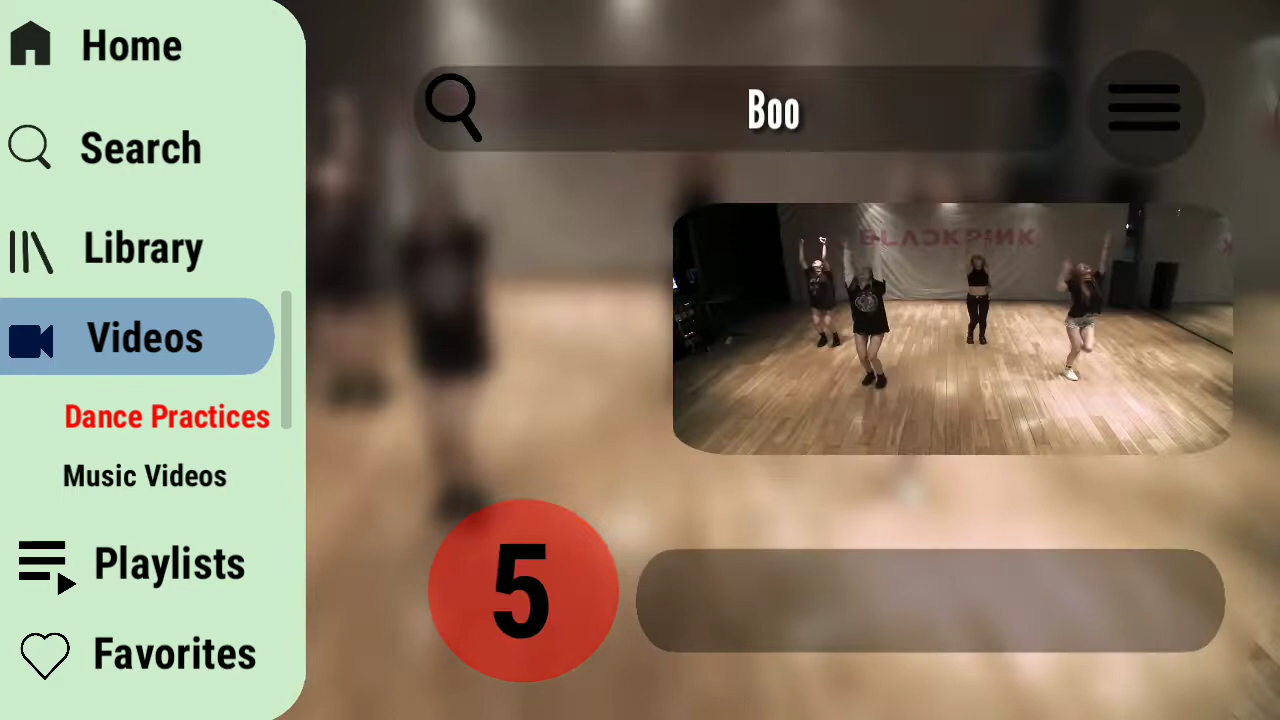 Home
Search
Library
Videos
Dance Practices
Music Videos
Playlists
Favorites
Boo
BLACKPINK
5